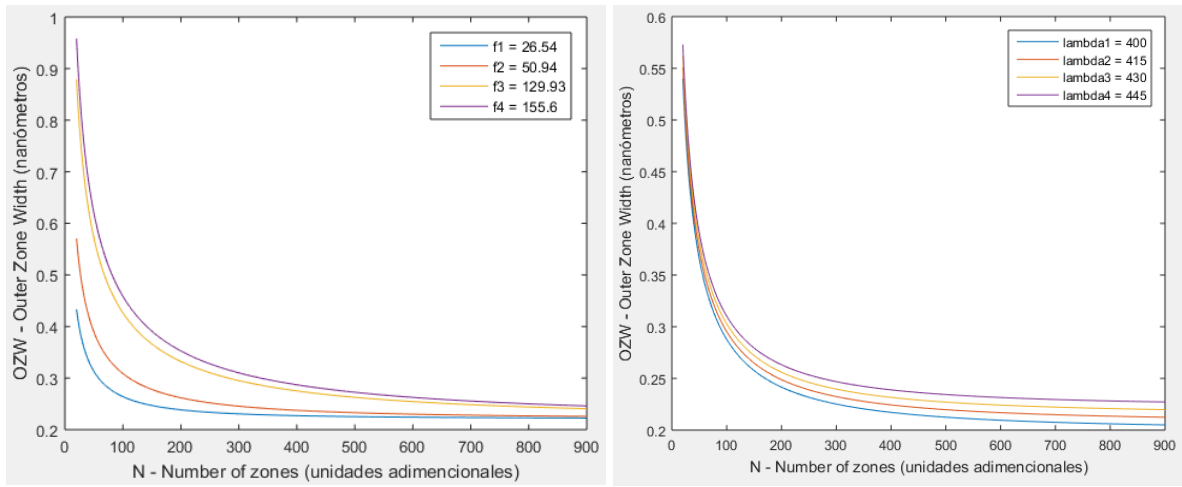 1
0.9
0.8
0.7
0.6
0.5
0.4
0.3
0.2
OZW - Outer Zone Width (nanómetros)
f1 = 26.54
f2 = 50.94
f3 = 129.93
f4 = 155.6
0 100 200 300 400 500 600 700 800 900
N - Number of zones (unidades adimencionales)
0.6
0.55
0.5
0.45
0.4
0.35
0.3
0.25
0.2
OZW - Outer Zone Width (nanómetros)
lambda1 = 400
lambda2 = 415
lambda3 = 430
lambda4 = 445
0 100 200 300 400 500 600 700 800 900
N - Number of zones (unidades adimencionales)